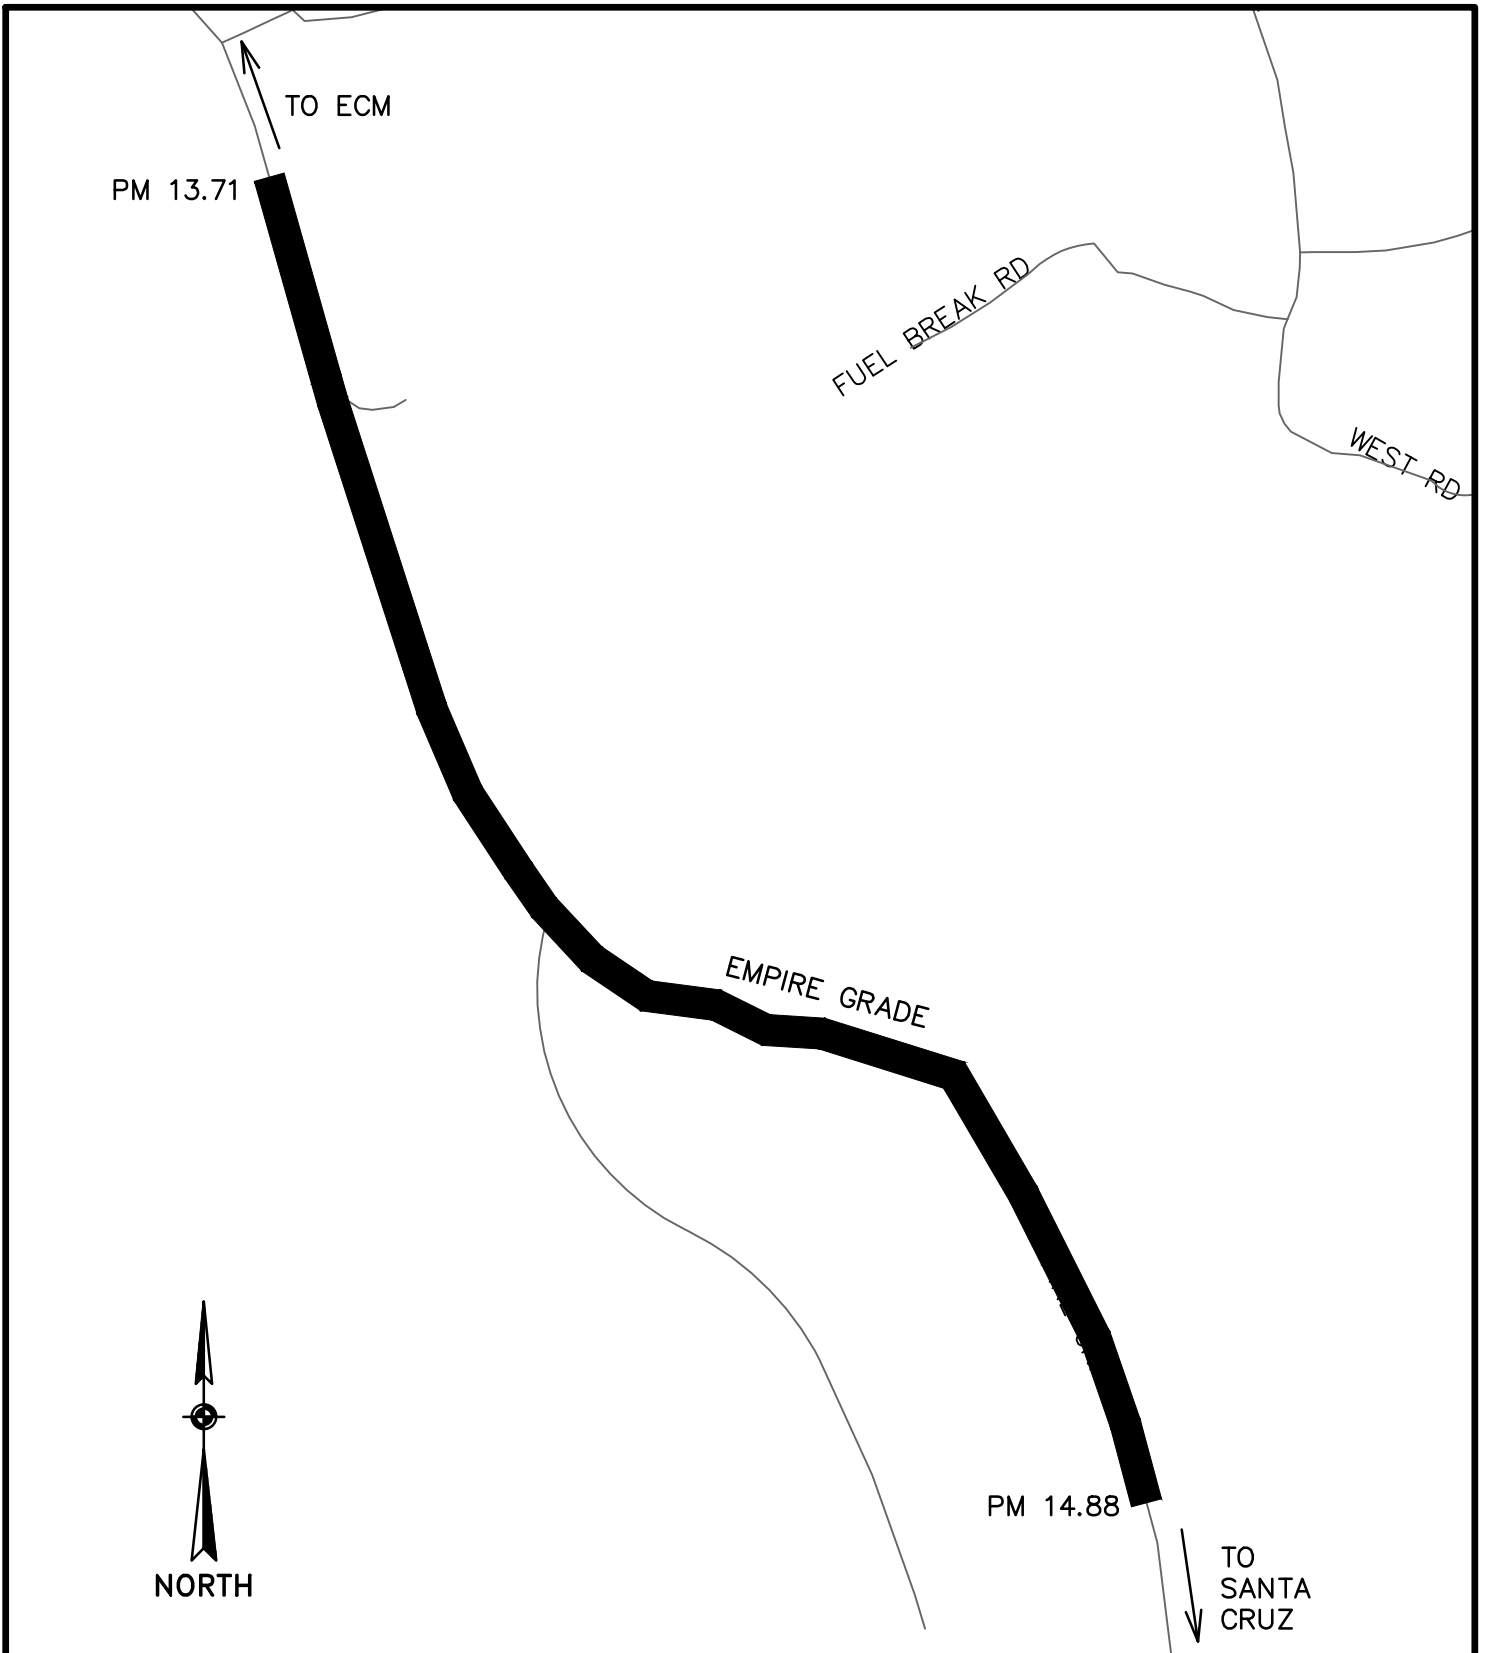 TO ECM
PM 13.71
FUEL BREAK RD
WEST RD
EMPIRE GRADE
PM 14.88
TO
SANTA
CRUZ
NORTH